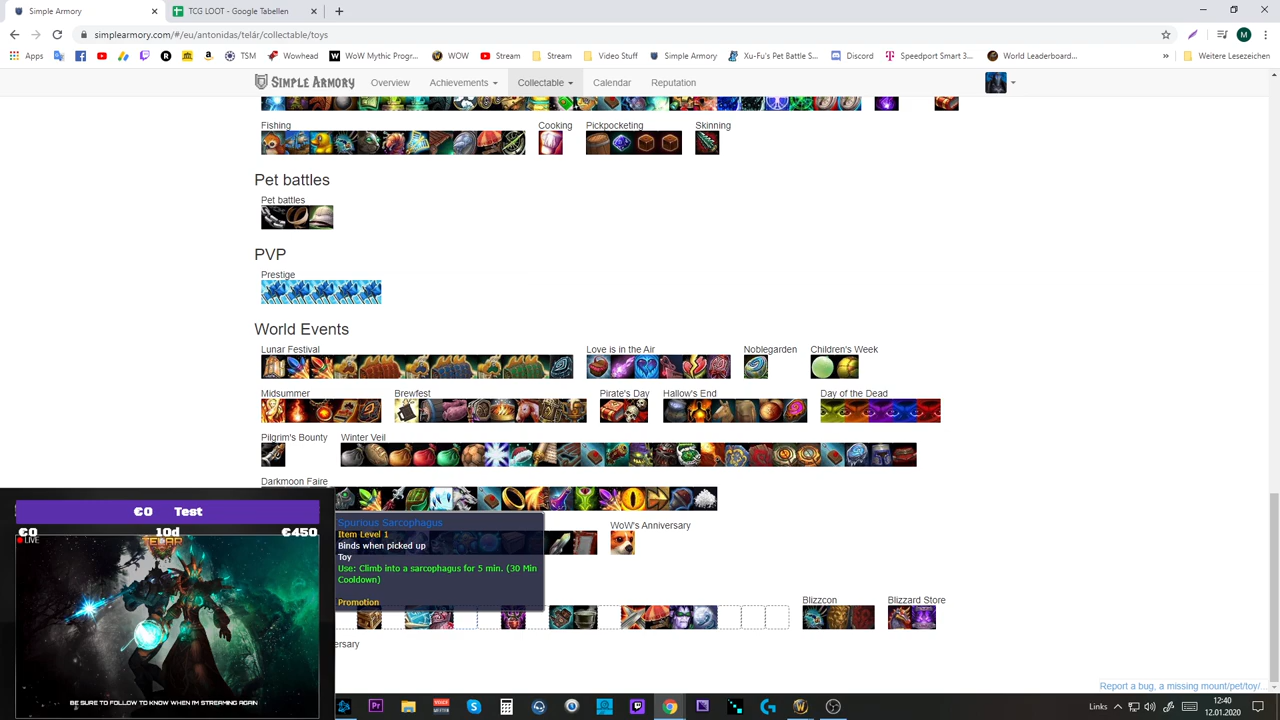 Simple Armory
TCG LOOT - Google Tabellen
simplearmory.com/#/eu/antonidas/telár/collectable/toys
M
Apps
TSM
Wowhead
WoW Mythic Progr...
WOW
Stream
Stream
Video Stuff
Simple Armory
Xu-Fu's Pet Battle S...
Discord
Speedport Smart 3...
World Leaderboard...
»
Weitere Lesezeichen
SIMPLE ARMORY
Overview
Achievements
Collectable
Calendar
Reputation
Fishing
Cooking
Pickpocketing
Skinning
Pet battles
Pet battles
PVP
Prestige
World Events
Lunar Festival
Love is in the Air
Noblegarden
Children's Week
Midsummer
Brewfest
Pirate's Day
Hallow's End
Day of the Dead
Pilgrim's Bounty
Winter Veil
Darkmoon Faire
WoW's Anniversary
€0 Test
€0
10d
€450
LIVE
TELAR
Spurious Sarcophagus
Item Level 1
Binds when picked up
Toy
Use: Climb into a sarcophagus for 5 min. (30 Min
Cooldown)
Promotion
Blizzcon
Blizzard Store
ersary
BE SURE TO FOLLOW TO KNOW WHEN I'M STREAMING AGAIN
Report a bug, a missing mount/pet/toy/...
Links
12:40
12.01.2020